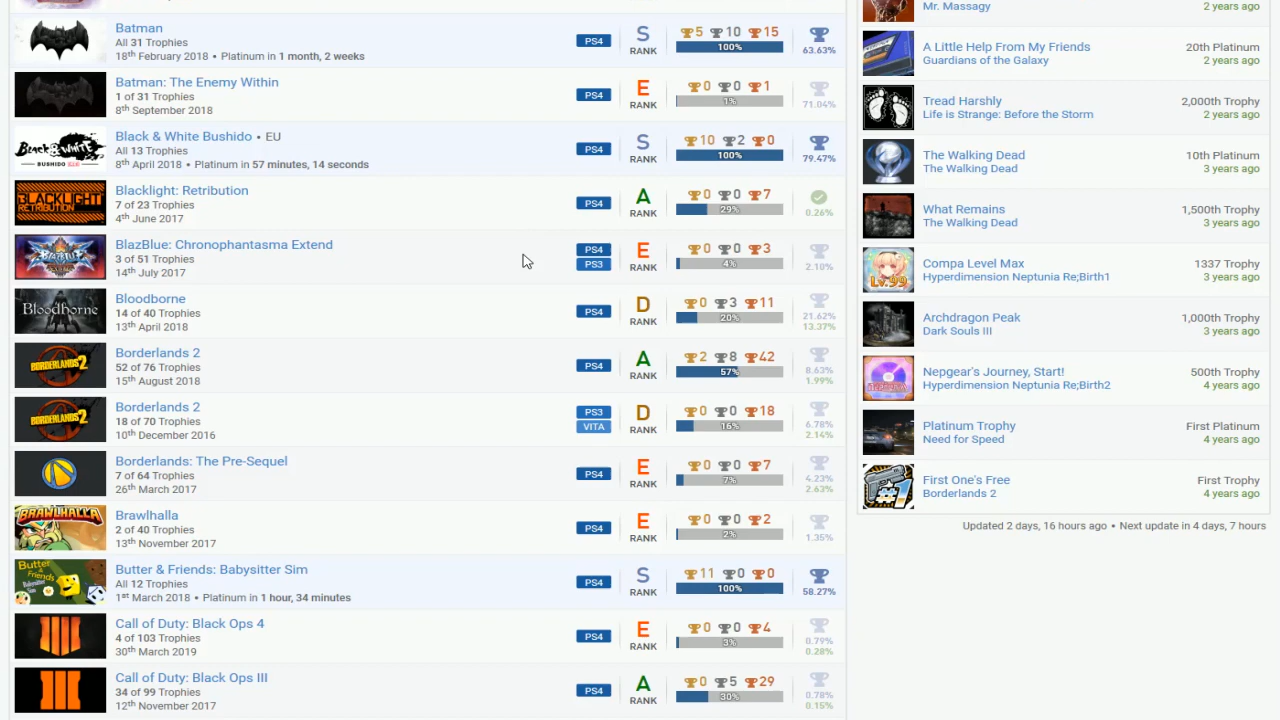 Batman
All 31 Trophies
18th February 2018 • Platinum in 1 month, 2 weeks
PS4
S
RANK
5 10 15
100%
63.63%
Batman: The Enemy Within
1 of 31 Trophies
8th September 2018
PS4
E
RANK
0 0 1
1%
71.04%
BLACK & WHITE
BUSHIDO
Black & White Bushido • EU
All 13 Trophies
8th April 2018 • Platinum in 57 minutes, 14 seconds
PS4
S
RANK
10 2 0
100%
79.47%
BLACKLIGHT
RETRIBUTION
Blacklight: Retribution
7 of 23 Trophies
4th June 2017
PS4
A
RANK
0 0 7
29%
0.26%
BlazBlue: Chronophantasma Extend
3 of 51 Trophies
14th July 2017
PS4
PS3
E
RANK
0 0 3
4%
2.10%
Bloodborne
Bloodborne
14 of 40 Trophies
13th April 2018
PS4
D
RANK
0 3 11
20%
21.62%
13.37%
BORDERLANDS 2
Borderlands 2
52 of 76 Trophies
15th August 2018
PS4
A
RANK
2 8 42
57%
8.63%
1.99%
BORDERLANDS 2
Borderlands 2
18 of 70 Trophies
10th December 2016
PS3
VITA
D
RANK
0 0 18
16%
6.78%
2.14%
Borderlands: The Pre-Sequel
7 of 64 Trophies
26th March 2017
PS4
E
RANK
0 0 7
7%
4.23%
2.63%
BRAWLHALLA
Brawlhalla
2 of 40 Trophies
13th November 2017
PS4
E
RANK
0 0 2
2%
1.35%
Butter &
Friends
Butter & Friends: Babysitter Sim
All 12 Trophies
1st March 2018 • Platinum in 1 hour, 34 minutes
PS4
S
RANK
11 0 0
100%
58.27%
Call of Duty: Black Ops 4
4 of 103 Trophies
30th March 2019
PS4
E
RANK
0 0 4
3%
0.79%
0.28%
Call of Duty: Black Ops III
34 of 99 Trophies
12th November 2017
PS4
A
RANK
0 5 29
30%
0.78%
0.15%
Mr. Massagy
2 years ago
A Little Help From My Friends
20th Platinum
Guardians of the Galaxy
2 years ago
Tread Harshly
2,000th Trophy
Life is Strange: Before the Storm
2 years ago
The Walking Dead
10th Platinum
The Walking Dead
3 years ago
What Remains
1,500th Trophy
The Walking Dead
3 years ago
Lv.99
Compa Level Max
1337 Trophy
Hyperdimension Neptunia Re;Birth1
3 years ago
Archdragon Peak
1,000th Trophy
Dark Souls III
3 years ago
Nepgear's Journey, Start!
500th Trophy
Hyperdimension Neptunia Re;Birth2
4 years ago
Platinum Trophy
First Platinum
Need for Speed
4 years ago
#1
First One's Free
First Trophy
Borderlands 2
4 years ago
Updated 2 days, 16 hours ago • Next update in 4 days, 7 hours